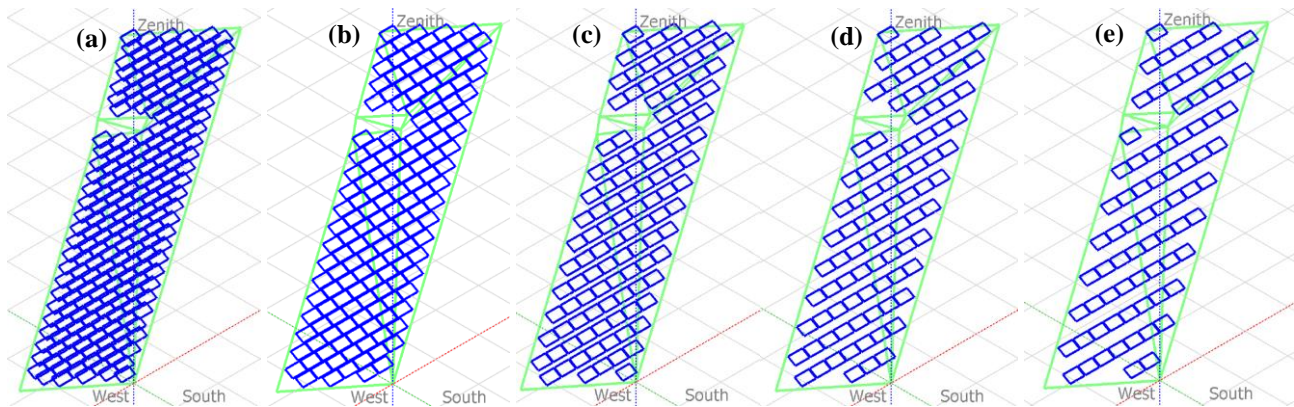 (a) Zenith
(b) Zenith
(c) Zenith
(d) Zenith
(e) Zenith
West South
West South
West South
West South
West South